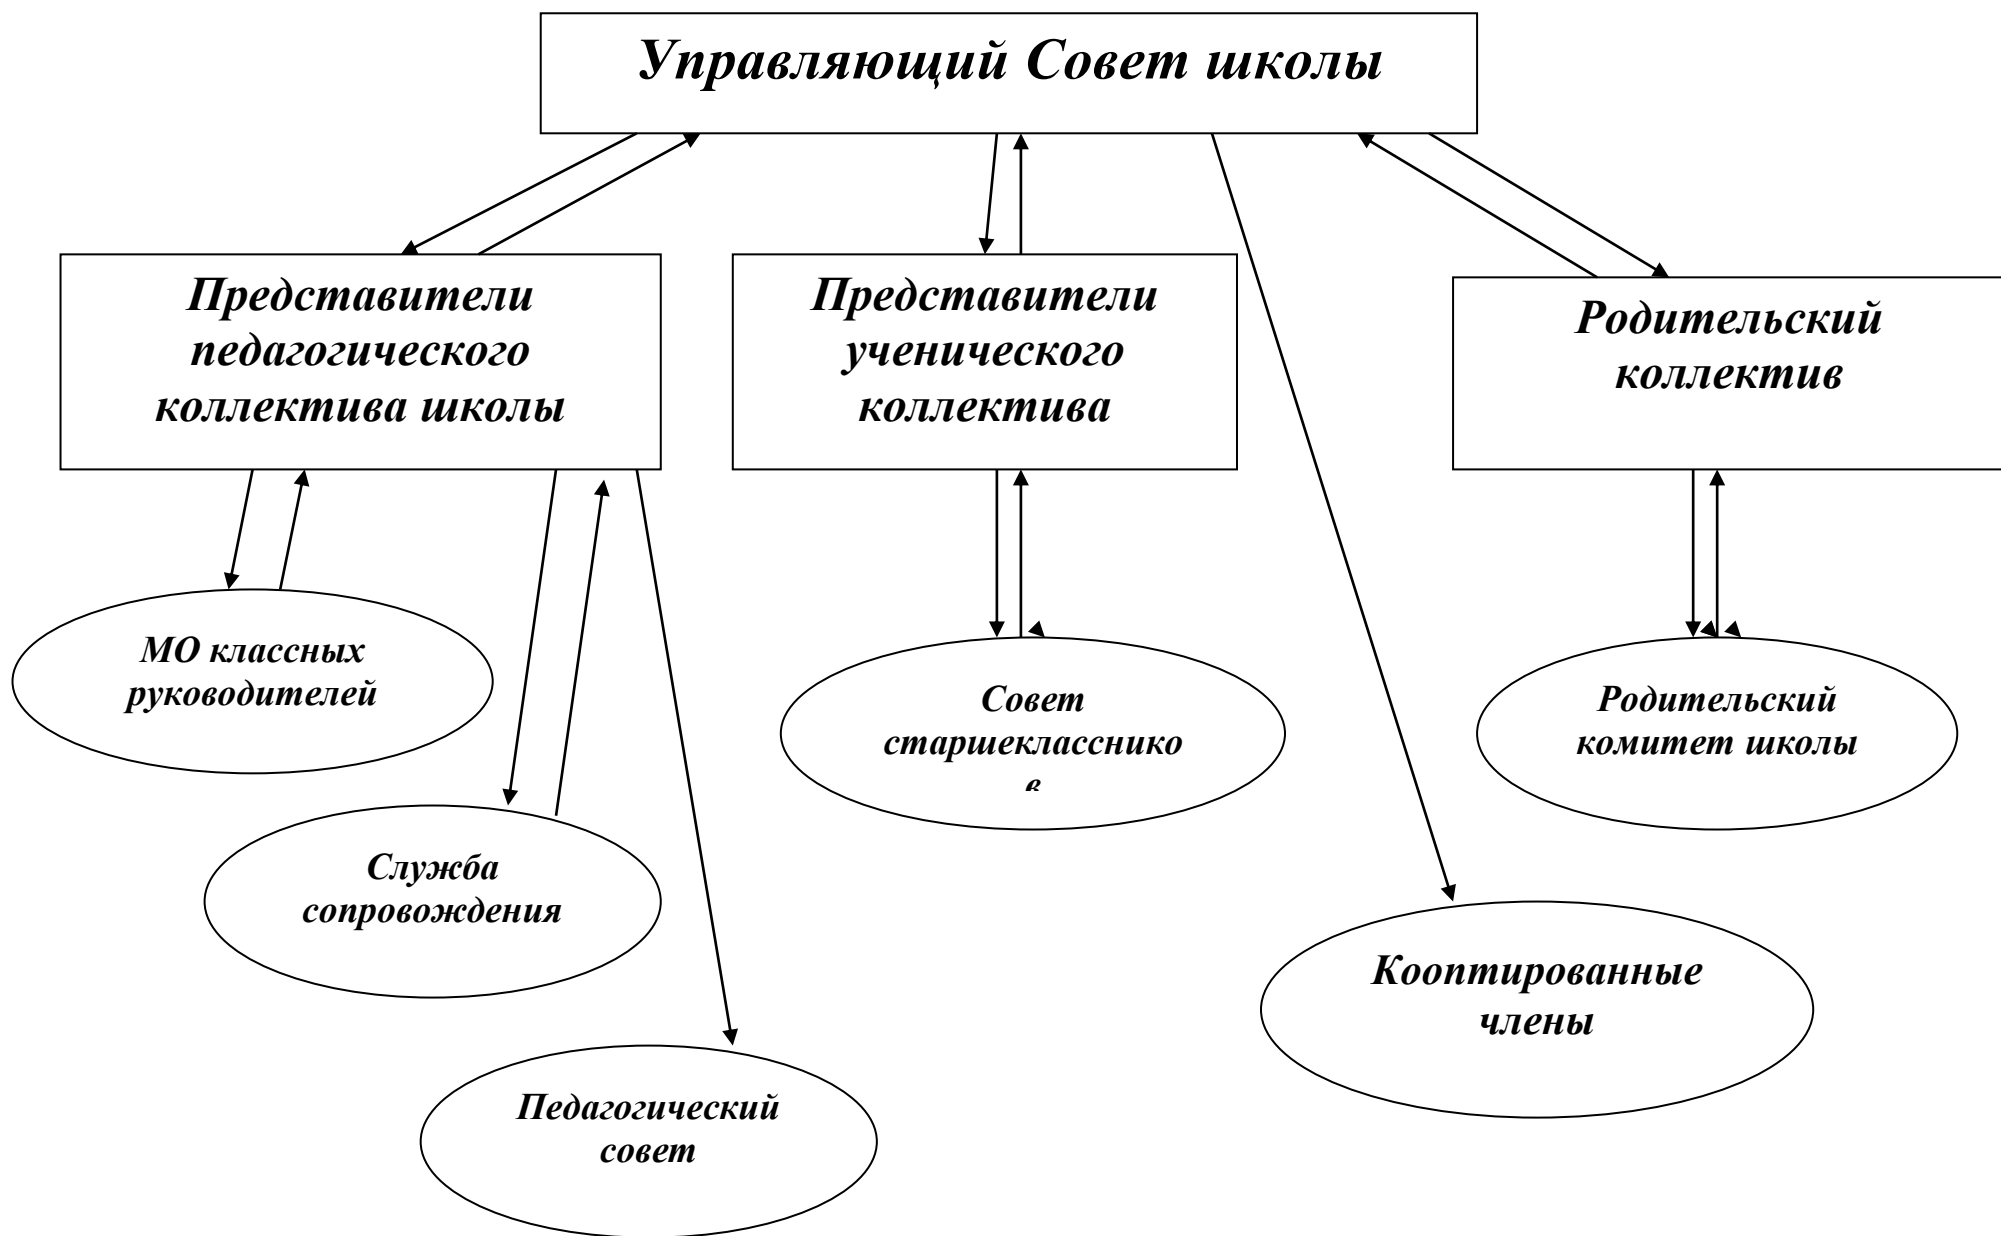 Управляющий Совет школы
Представители
педагогического
коллектива школы
Представители
ученического
коллектива
Родительский
коллектив
МО классных
руководителей
Совет
старшекласснико
в
Родительский
комитет школы
Служба
сопровождения
Кооптированные
члены
Педагогический
совет